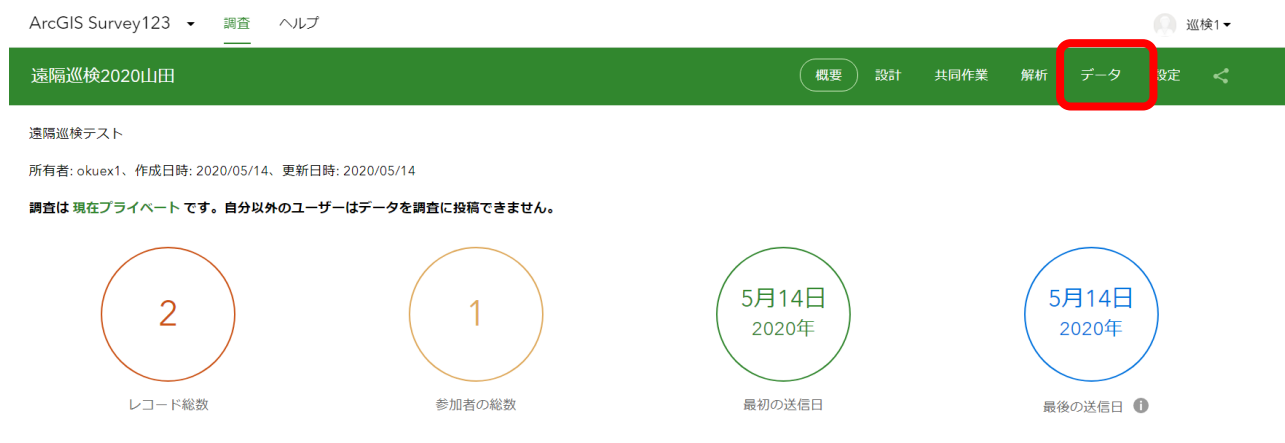 ArcGIS Survey123 調査 ヘルプ 巡検1
遠隔巡検2020山田 概要 設計 共同作業 解析 データ 設定
遠隔巡検テスト
所有者: okuex1、作成日時: 2020/05/14、更新日時: 2020/05/14
調査は 現在プライベート です。自分以外のユーザーはデータを調査に投稿できません。
2 1 5月14日 5月14日
2020年 2020年
レコード総数 参加者の総数 最初の送信日 最後の送信日